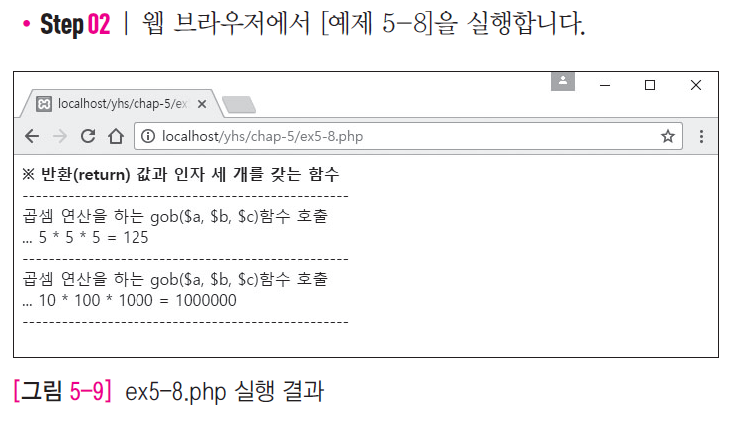 • Step 02 | 웹 브라우저에서 [예제 5-8]을 실행합니다.
localhost/yhs/chap-5/ex
localhost/yhs/chap-5/ex5-8.php
※ 반환(return) 값과 인자 세 개를 갖는 함수
--------------------------------------------------
곱셈 연산을 하는 gob($a, $b, $c)함수 호출
... 5 * 5 * 5 = 125
--------------------------------------------------
곱셈 연산을 하는 gob($a, $b, $c)함수 호출
... 10 * 100 * 1000 = 1000000
--------------------------------------------------
[그림 5-9] ex5-8.php 실행 결과